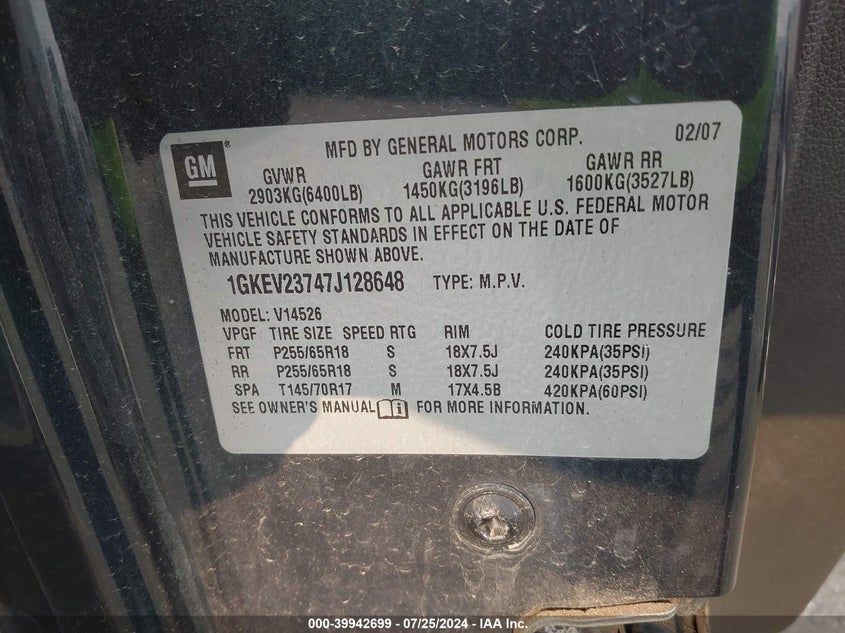 GM
MFD BY GENERAL MOTORS CORP. 02/07
GVWR GAWR FRT GAWR RR
2903KG(6400LB) 1450KG(3196LB) 1600KG(3527LB)
THIS VEHICLE CONFORMS TO ALL APPLICABLE U.S. FEDERAL MOTOR
VEHICLE SAFETY STANDARDS IN EFFECT ON THE DATE OF
MANUFACTURE SHOWN ABOVE.
1GKEV23747J128648 TYPE: M.P.V.
MODEL: V14526
VPGF TIRE SIZE SPEED RTG RIM COLD TIRE PRESSURE
FRT P255/65R18 S 18X7.5J 240KPA(35PSI)
RR P255/65R18 S 18X7.5J 240KPA(35PSI)
SPA T145/70R17 M 17X4.5B 420KPA(60PSI)
SEE OWNER'S MANUAL i FOR MORE INFORMATION.
000-39942699 - 07/25/2024 - IAA Inc.